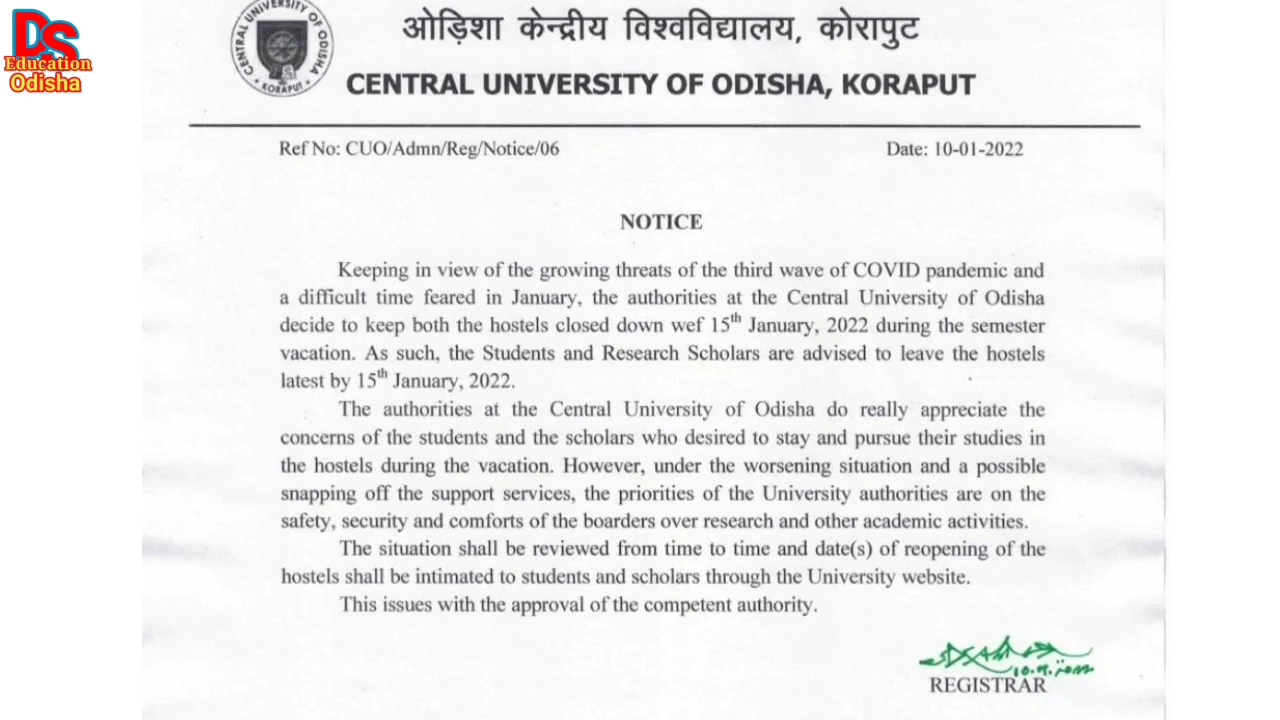 DS
Education
Odisha
CENTRAL UNIVERSITY OF ODISHA
KORAPUT
ओड़िशा केन्द्रीय विश्वविद्यालय, कोरापुट
CENTRAL UNIVERSITY OF ODISHA, KORAPUT
Ref No: CUO/Admn/Reg/Notice/06 Date: 10-01-2022
NOTICE
Keeping in view of the growing threats of the third wave of COVID pandemic and
a difficult time feared in January, the authorities at the Central University of Odisha
decide to keep both the hostels closed down wef 15th January, 2022 during the semester
vacation. As such, the Students and Research Scholars are advised to leave the hostels
latest by 15th January, 2022.
The authorities at the Central University of Odisha do really appreciate the
concerns of the students and the scholars who desired to stay and pursue their studies in
the hostels during the vacation. However, under the worsening situation and a possible
snapping off the support services, the priorities of the University authorities are on the
safety, security and comforts of the boarders over research and other academic activities.
The situation shall be reviewed from time to time and date(s) of reopening of the
hostels shall be intimated to students and scholars through the University website.
This issues with the approval of the competent authority.
REGISTRAR